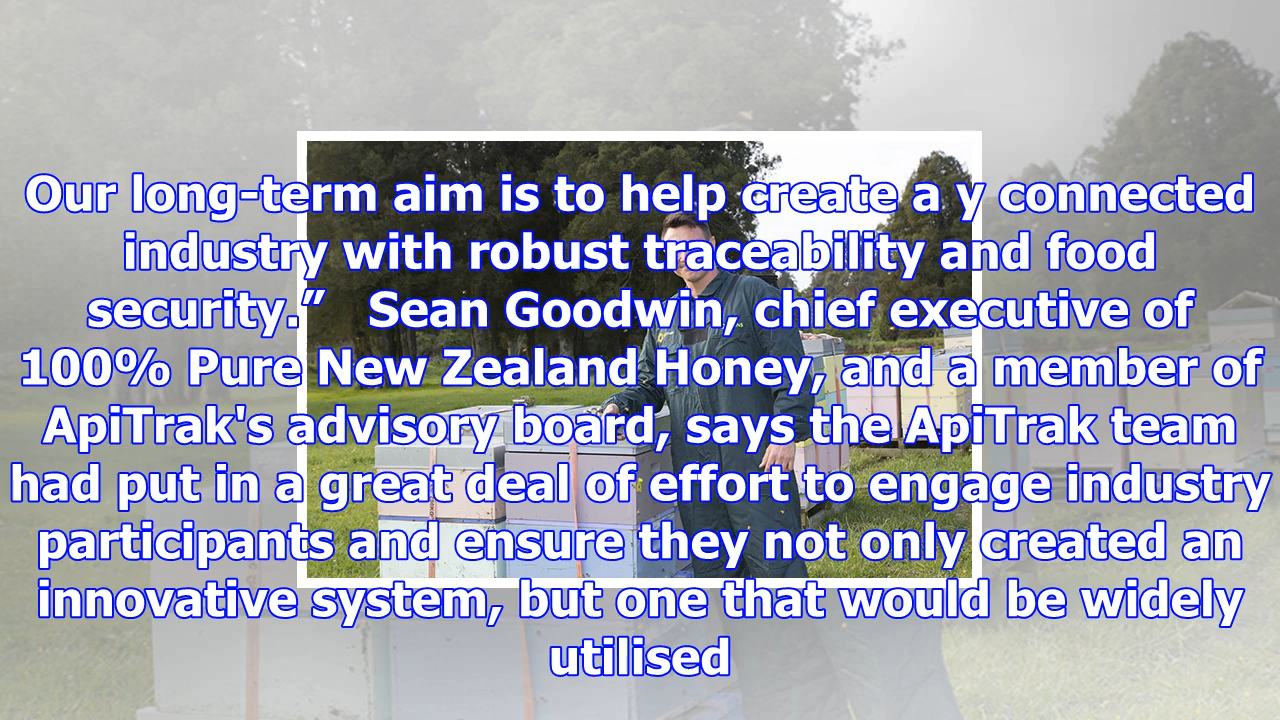 Our long-term aim is to help create a y connected
industry with robust traceability and food
security.”   Sean Goodwin, chief executive of
100% Pure New Zealand Honey, and a member of
ApiTrak's advisory board, says the ApiTrak team
had put in a great deal of effort to engage industry
participants and ensure they not only created an
innovative system, but one that would be widely
utilised